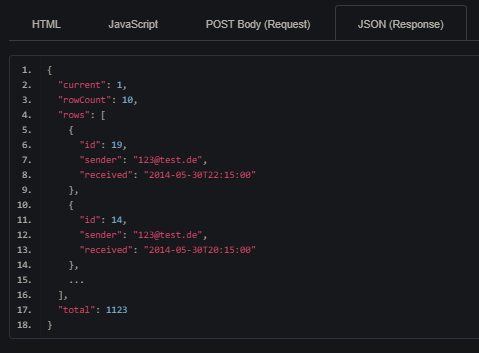 HTML JavaScript POST Body (Request) JSON (Response)
1. {
2. "current": 1,
3. "rowCount": 10,
4. "rows": [
5. {
6. "id": 19,
7. "sender": "123@test.de",
8. "received": "2014-05-30T22:15:00"
9. },
10. {
11. "id": 14,
12. "sender": "123@test.de",
13. "received": "2014-05-30T20:15:00"
14. },
15. ...
16. ],
17. "total": 1123
18. }